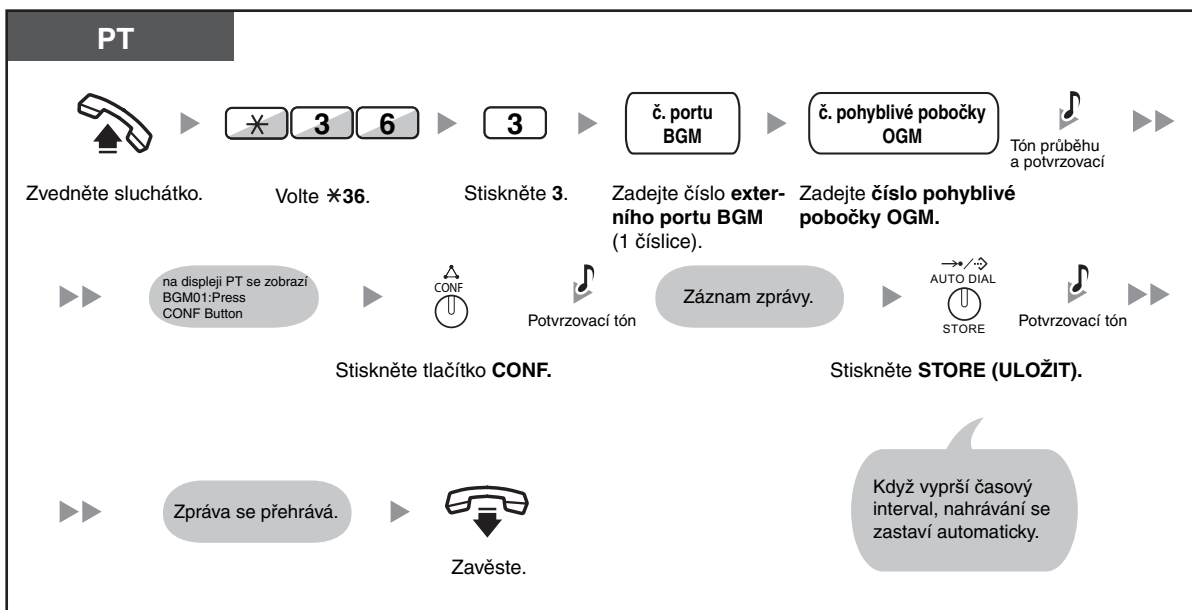 PT
✳ 3 6
3
č. portu
BGM
č. pohyblivé pobočky
OGM
Tón průběhu
a potvrzovací
Zvedněte sluchátko.
Volte ✳36.
Stiskněte 3.
Zadejte číslo exter-
ního portu BGM
(1 číslice).
Zadejte číslo pohyblivé
pobočky OGM.
na displeji PT se zobrazí
BGM01:Press
CONF Button
CONF
Potvrzovací tón
Záznam zprávy.
AUTO DIAL
STORE
Potvrzovací tón
Stiskněte tlačítko CONF.
Stiskněte STORE (ULOŽIT).
Zpráva se přehrává.
Zavěste.
Když vyprší časový
interval, nahrávání se
zastaví automaticky.